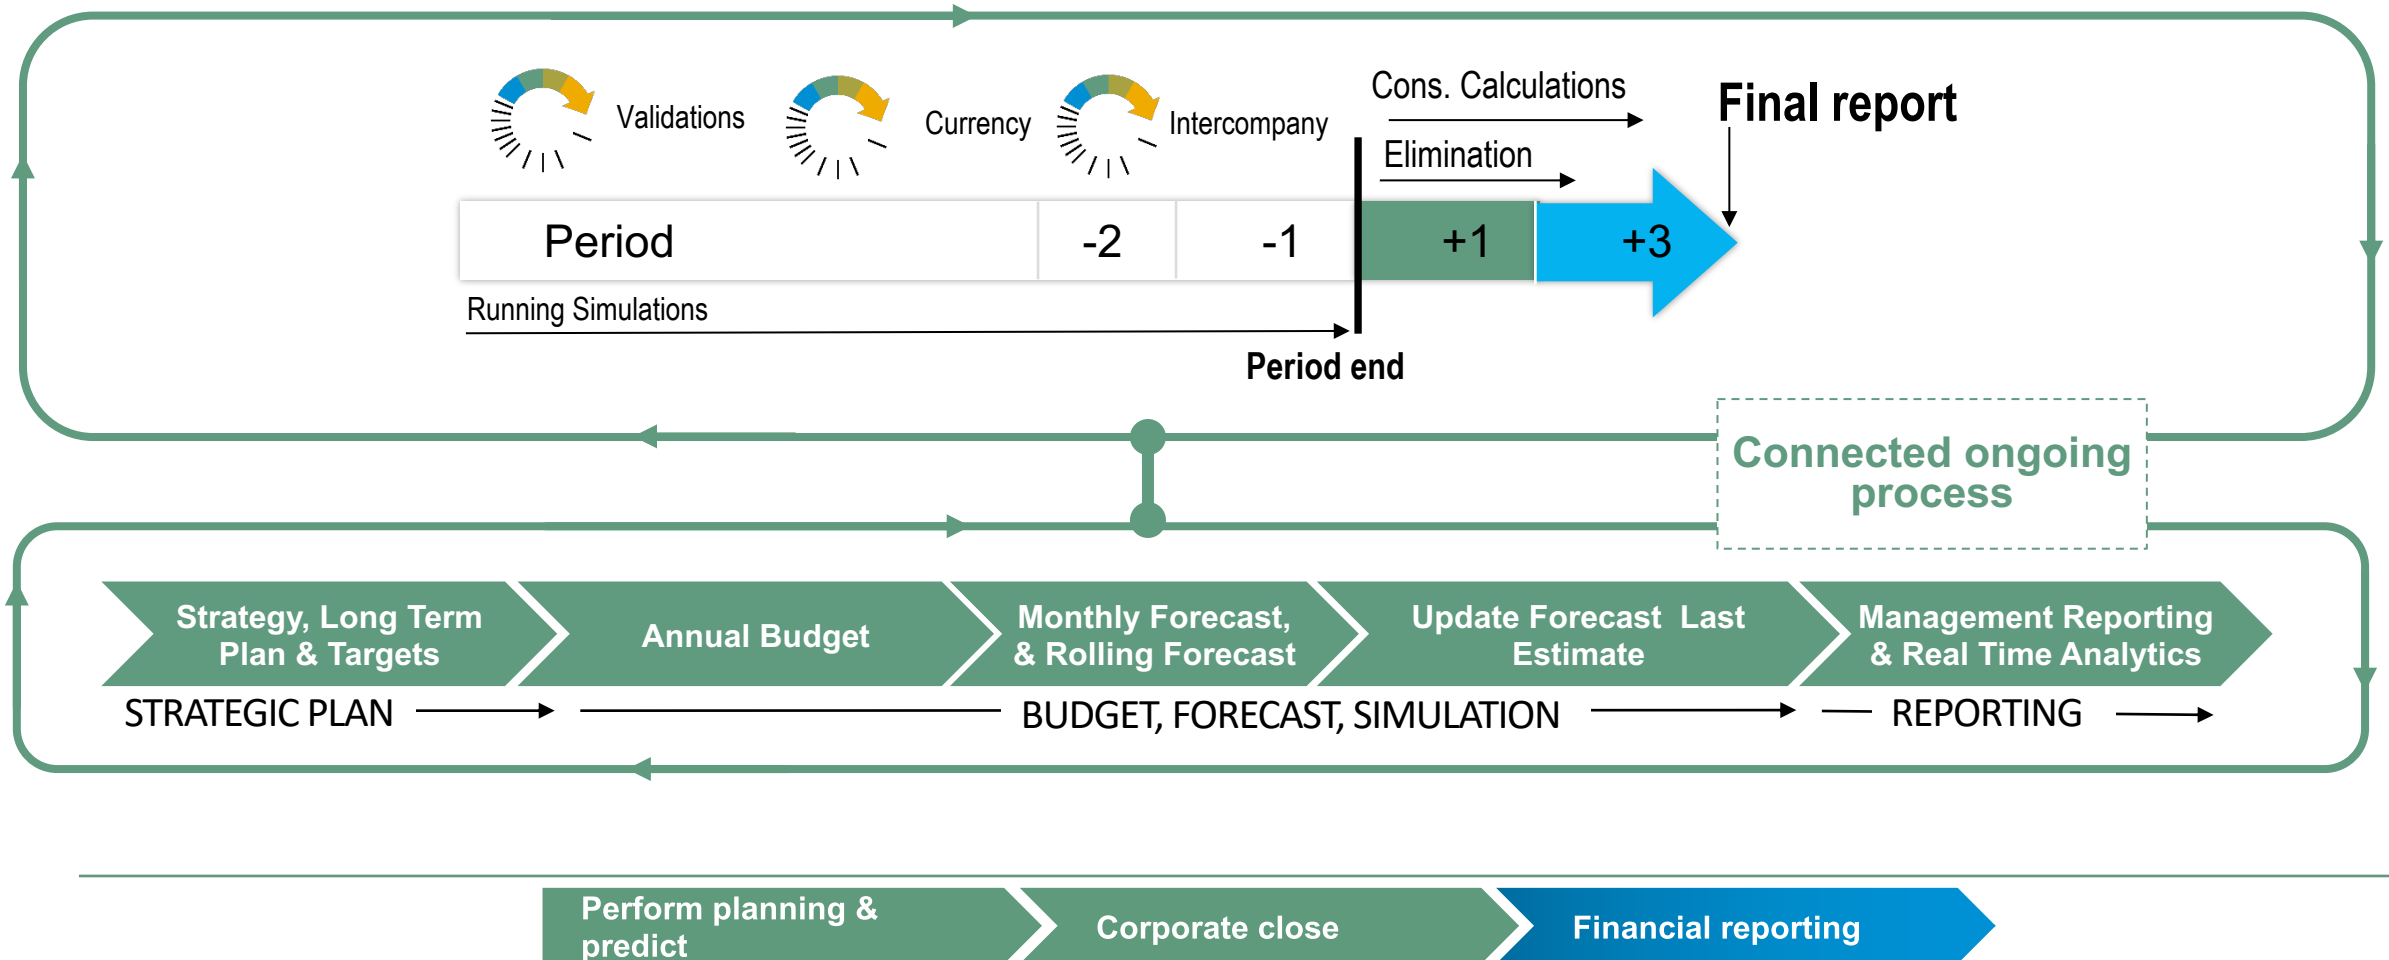 Validations
Currency
Intercompany
Cons. Calculations
Elimination
Final report
Period
-2
-1
+1
+3
Running Simulations
Period end
Connected ongoing
process
Strategy, Long Term
Plan & Targets
Annual Budget
Monthly Forecast,
& Rolling Forecast
Update Forecast  Last
Estimate
Management Reporting
& Real Time Analytics
STRATEGIC PLAN
BUDGET, FORECAST, SIMULATION
REPORTING
Perform planning &
predict
Corporate close
Financial reporting